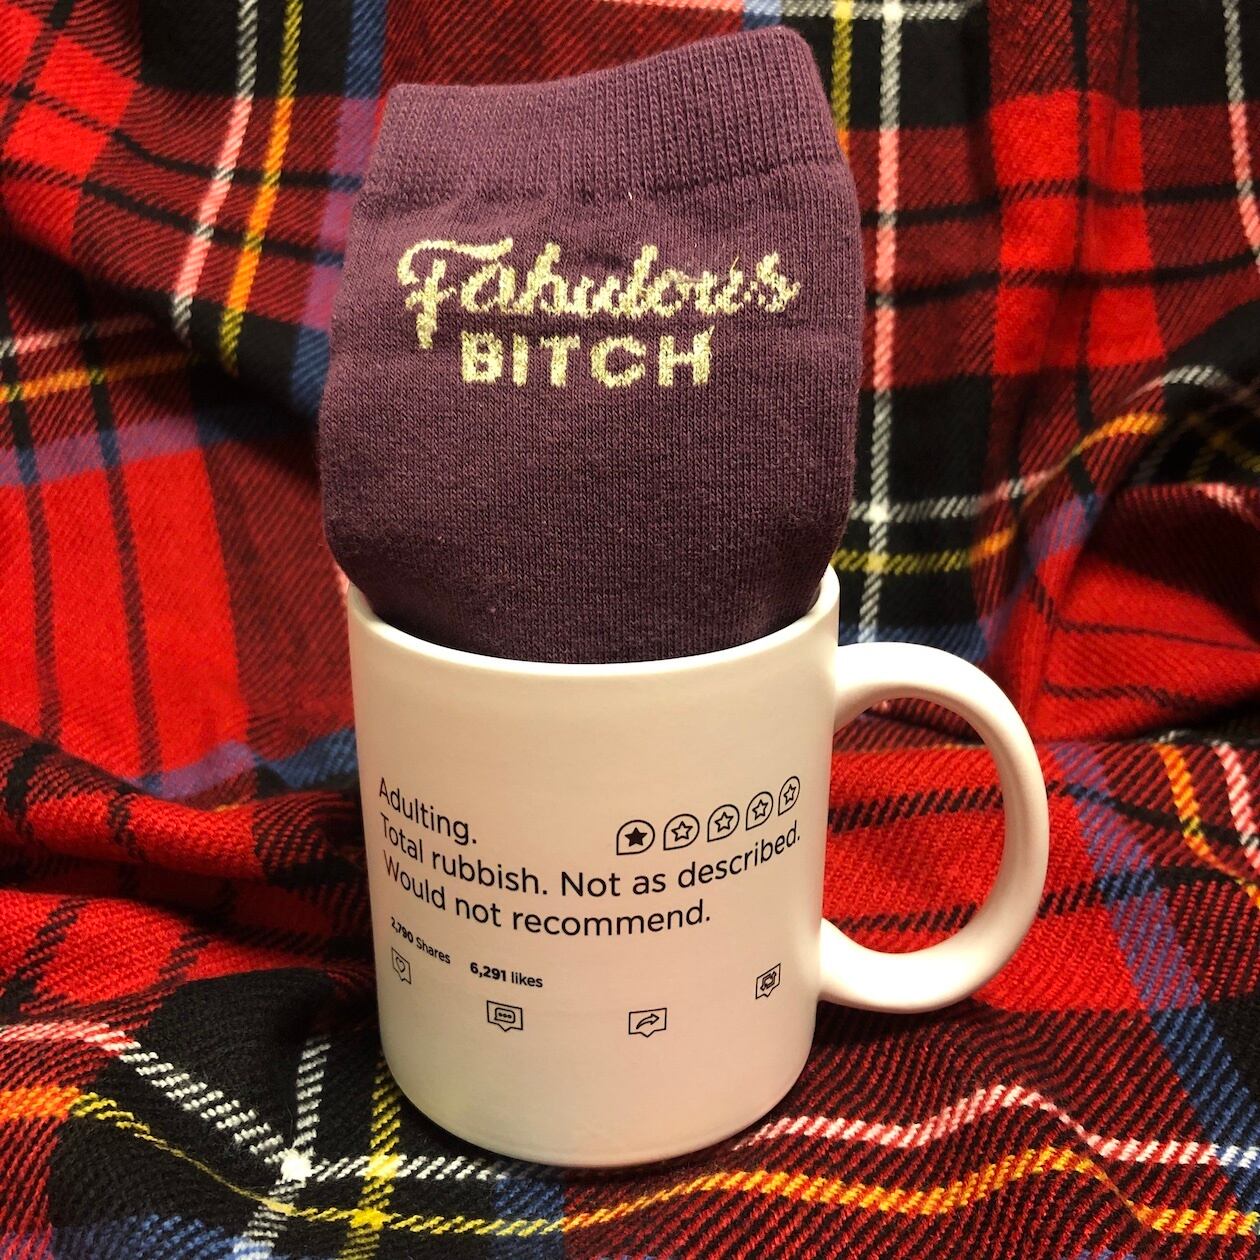 Fabulous
BITCH
Adulting.
Total rubbish. Not as described.
Would not recommend.
2,790 Shares 6,291 likes